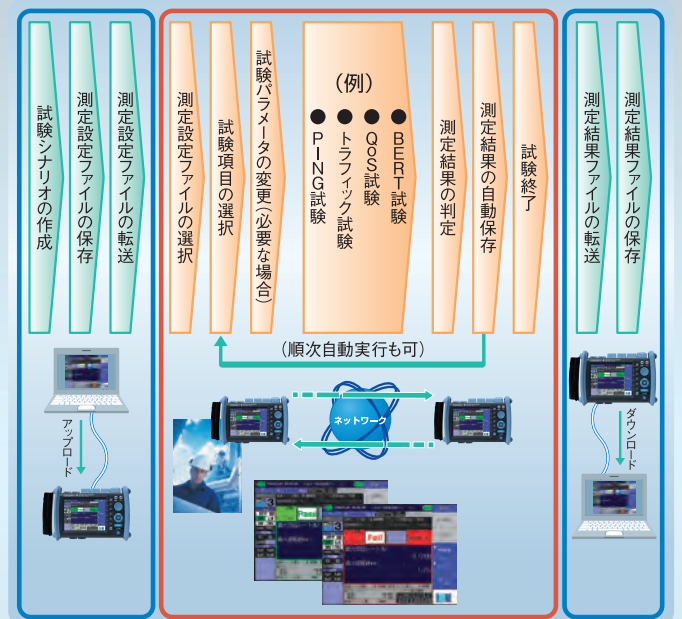 試験シナリオの作成
測定設定ファイルの保存
測定設定ファイルの転送
測定設定ファイルの選択
試験項目の選択
試験パラメータの変更(必要な場合)
(例)
●PING試験
●トラフィック試験
●QoS試験
●BERT試験
測定結果の判定
測定結果の自動保存
試験終了
測定結果ファイルの転送
測定結果ファイルの保存
(順次自動実行も可)
アップロード
ネットワーク
ダウンロード
Pass
Fail